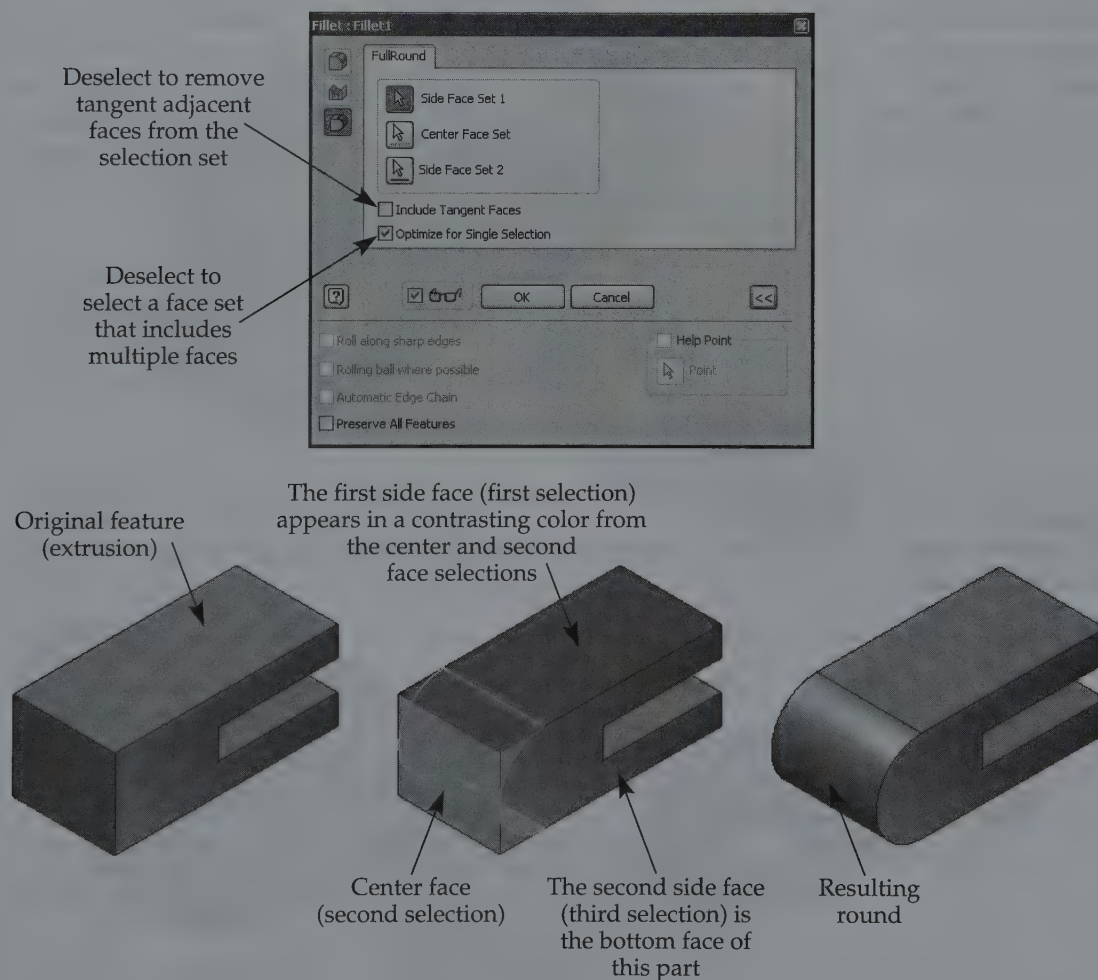 Fillet : Fillet1
FullRound
Deselect to remove
tangent adjacent
faces from the
selection set
Side Face Set 1
Center Face Set
Side Face Set 2
Include Tangent Faces
Optimize for Single Selection
Deselect to
select a face set
that includes
multiple faces
OK
Cancel
<<
Roll along sharp edges
Rolling ball where possible
Automatic Edge Chain
Preserve All Features
Help Point
Point
Original feature
(extrusion)
The first side face (first selection)
appears in a contrasting color from
the center and second
face selections
Center face
(second selection)
The second side face
(third selection) is
the bottom face of
this part
Resulting
round